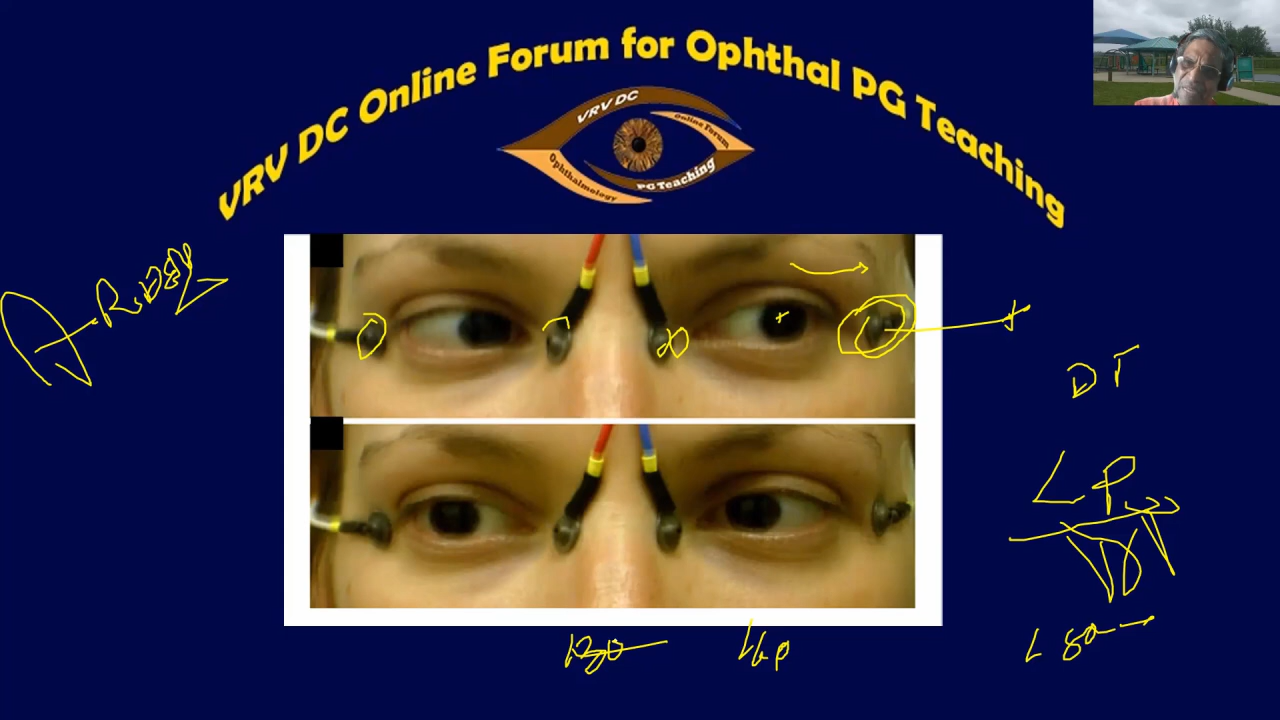 VRV DC Online Forum for Ophthal PG Teaching
VRV DC
Online Forum
Ophthalmology
PG Teaching
+
+
DT